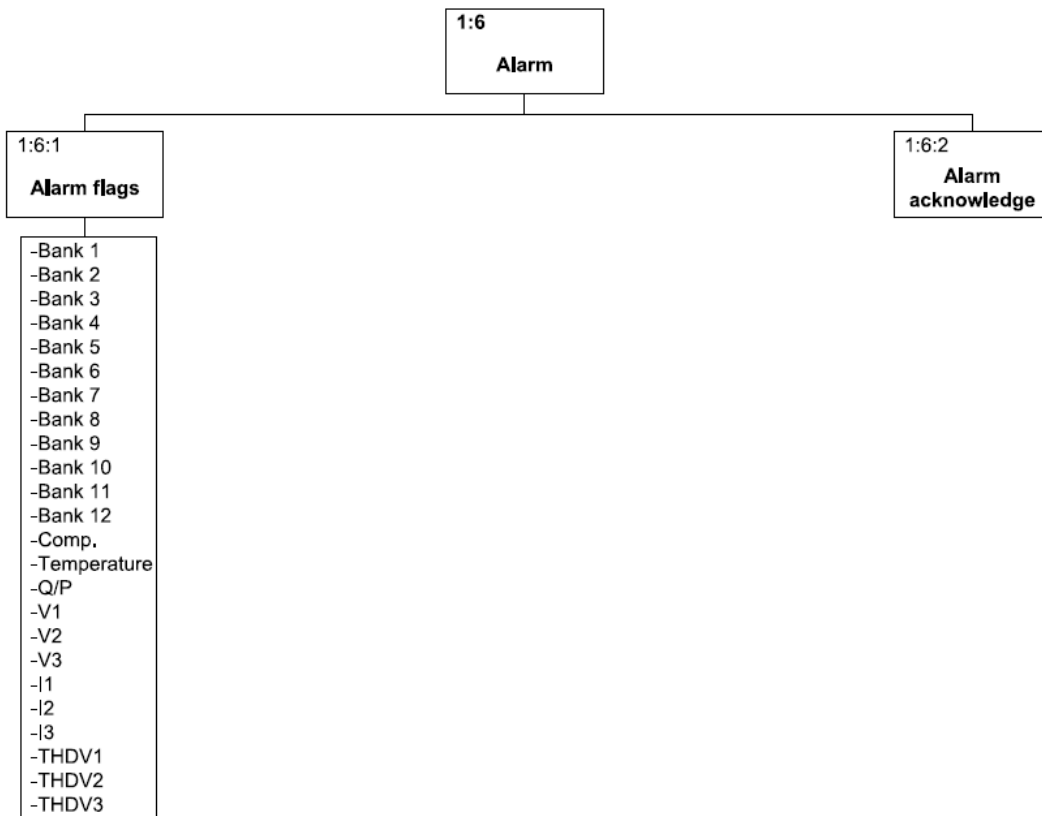 1:6
Alarm
1:6:1
Alarm flags
1:6:2
Alarm
acknowledge
-Bank 1
-Bank 2
-Bank 3
-Bank 4
-Bank 5
-Bank 6
-Bank 7
-Bank 8
-Bank 9
-Bank 10
-Bank 11
-Bank 12
-Comp.
-Temperature
-Q/P
-V1
-V2
-V3
-I1
-I2
-I3
-THDV1
-THDV2
-THDV3